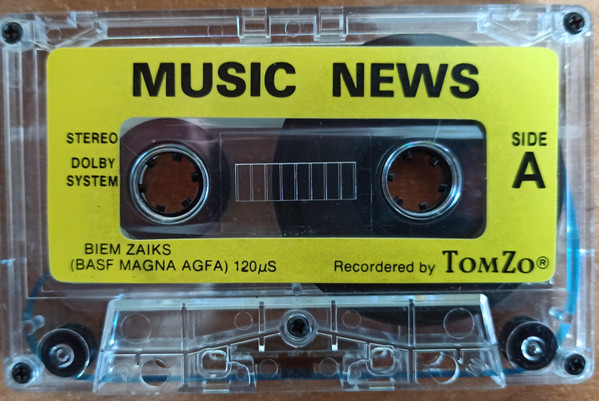 MUSIC NEWS
STEREO
DOLBY
SYSTEM
SIDE
A
BIEM ZAIKS
(BASF MAGNA AGFA) 120µS
Recordered by TOMZO®